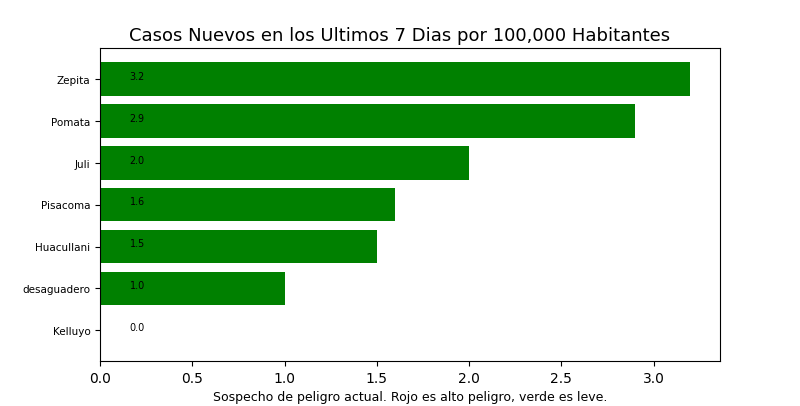 Casos Nuevos en los Ultimos 7 Dias por 100,000 Habitantes
Zepita 3.2
Pomata 2.9
Juli 2.0
Pisacoma 1.6
Huacullani 1.5
desaguadero 1.0
Kelluyo 0.0
0.0 0.5 1.0 1.5 2.0 2.5 3.0
Sospecho de peligro actual. Rojo es alto peligro, verde es leve.